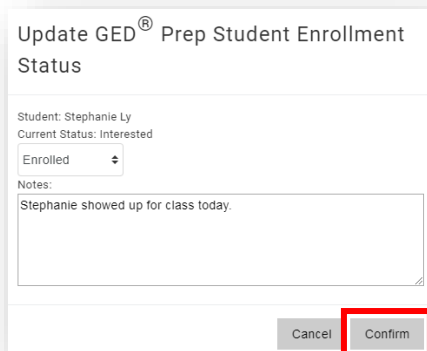 Update GED® Prep Student Enrollment
Status
Student: Stephanie Ly
Current Status: Interested
Enrolled
Notes:
Stephanie showed up for class today.
Cancel
Confirm